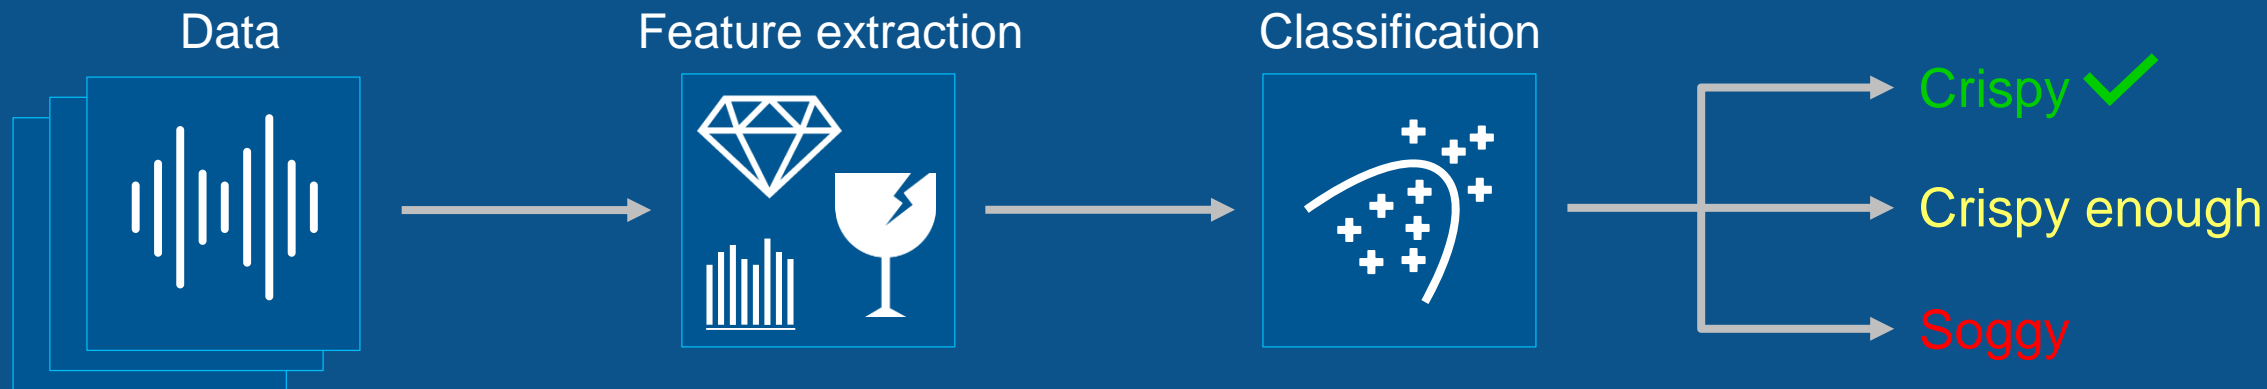 Data
Feature extraction
Classification
Crispy
Crispy enough
Soggy